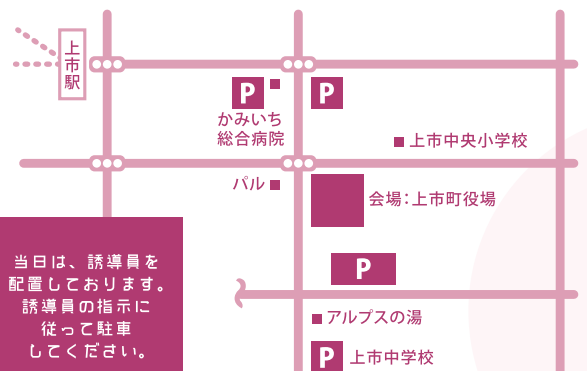 上市駅
P
P
かみいち
総合病院
上市中央小学校
パル
会場：上市町役場
P
アルプスの湯
P
上市中学校
当日は、誘導員を
配置しております。
誘導員の指示に
従って駐車
してください。